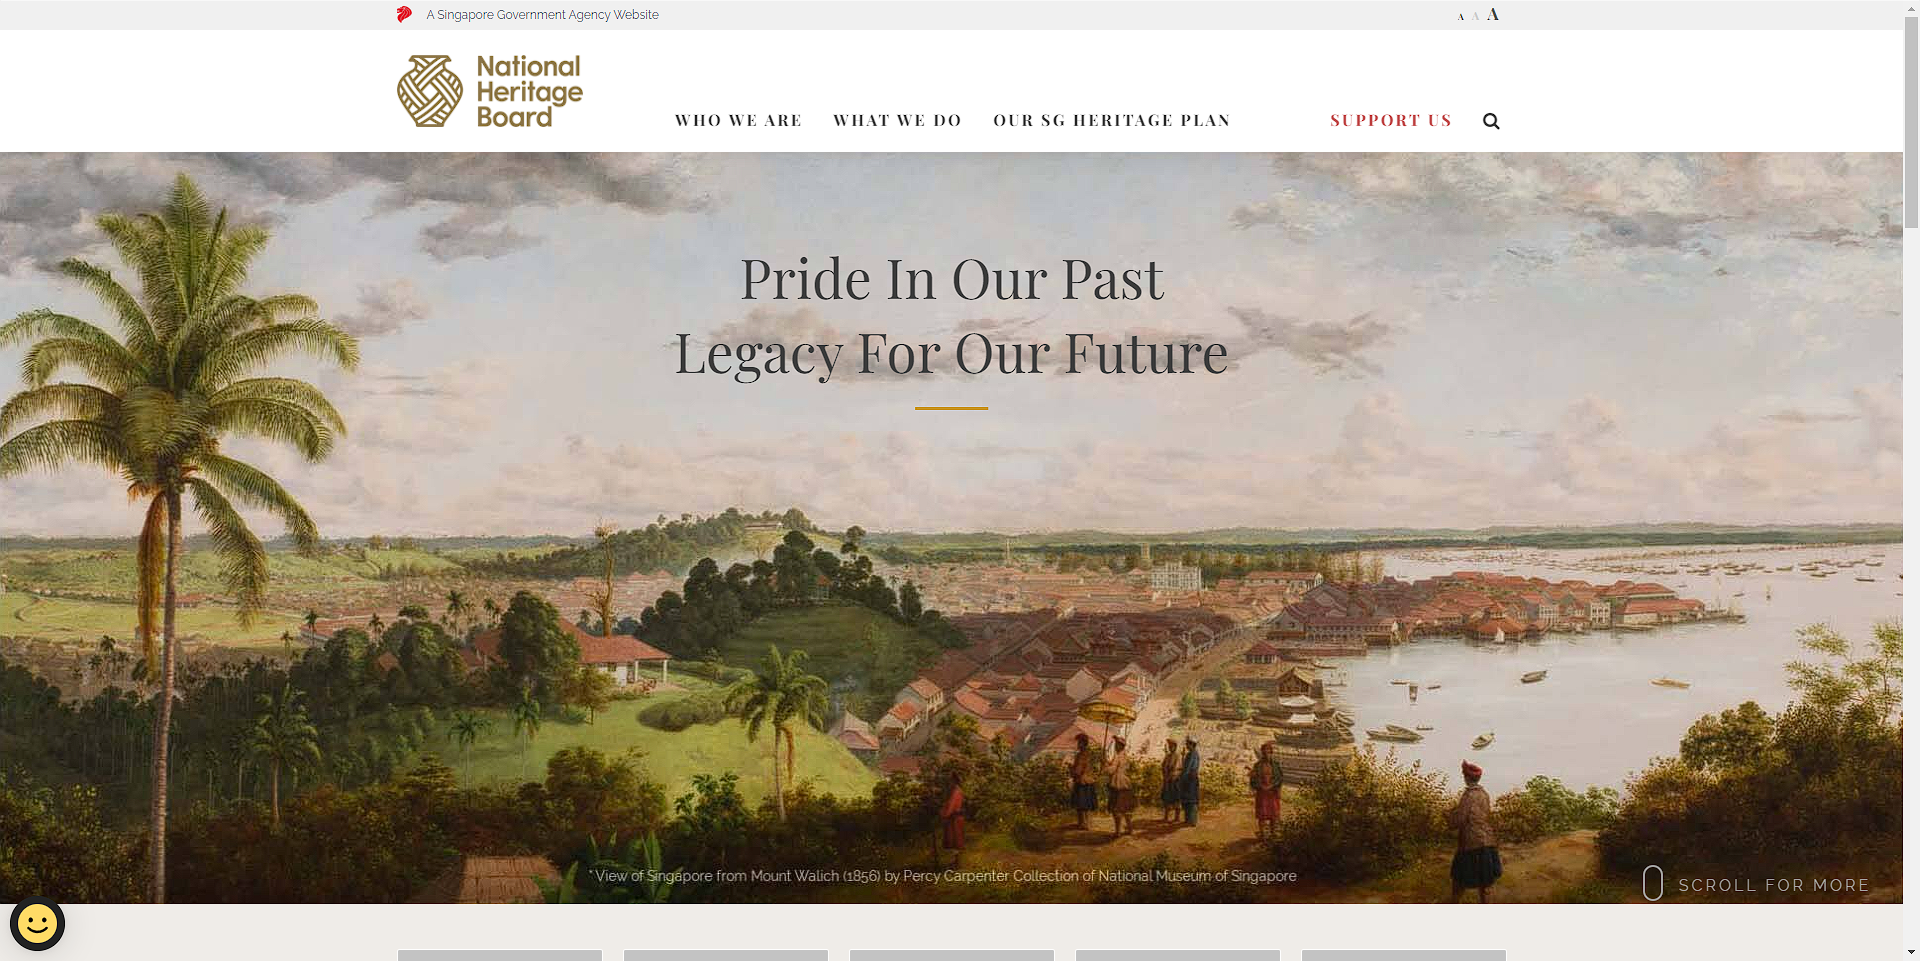 A Singapore Government Agency Website
A A A
National
Heritage
Board
WHO WE ARE
WHAT WE DO
OUR SG HERITAGE PLAN
SUPPORT US
Pride In Our Past
Legacy For Our Future
* View of Singapore from Mount Walich (1856) by Percy Carpenter Collection of National Museum of Singapore
SCROLL FOR MORE